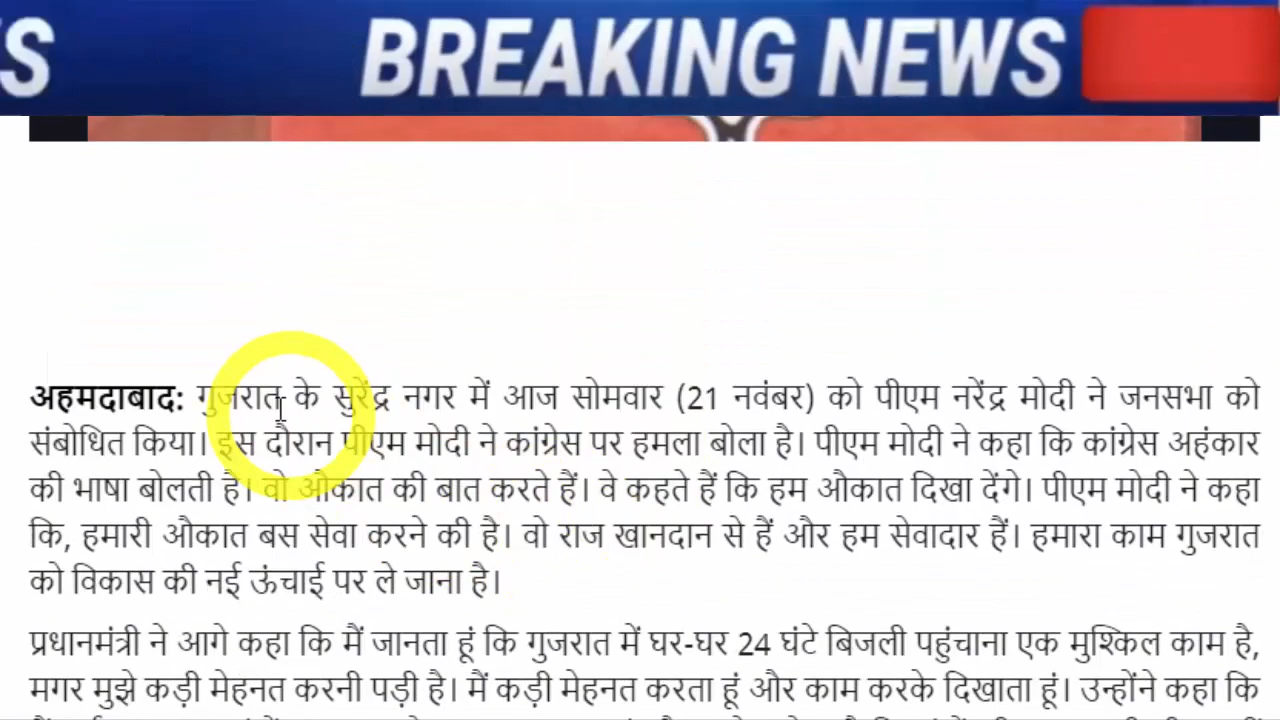 S BREAKING NEWS
अहमदाबाद: गुजरात के सुरेंद्र नगर में आज सोमवार (21 नवंबर) को पीएम नरेंद्र मोदी ने जनसभा को
संबोधित किया। इस दौरान पीएम मोदी ने कांग्रेस पर हमला बोला है। पीएम मोदी ने कहा कि कांग्रेस अहंकार
की भाषा बोलती है। वो औकात की बात करते हैं। वे कहते हैं कि हम औकात दिखा देंगे। पीएम मोदी ने कहा
कि, हमारी औकात बस सेवा करने की है। वो राज खानदान से हैं और हम सेवादार हैं। हमारा काम गुजरात
को विकास की नई ऊंचाई पर ले जाना है।
प्रधानमंत्री ने आगे कहा कि मैं जानता हूं कि गुजरात में घर-घर 24 घंटे बिजली पहुंचाना एक मुश्किल काम है,
मगर मुझे कड़ी मेहनत करनी पड़ी है। मैं कड़ी मेहनत करता हूं और काम करके दिखाता हूं। उन्होंने कहा कि